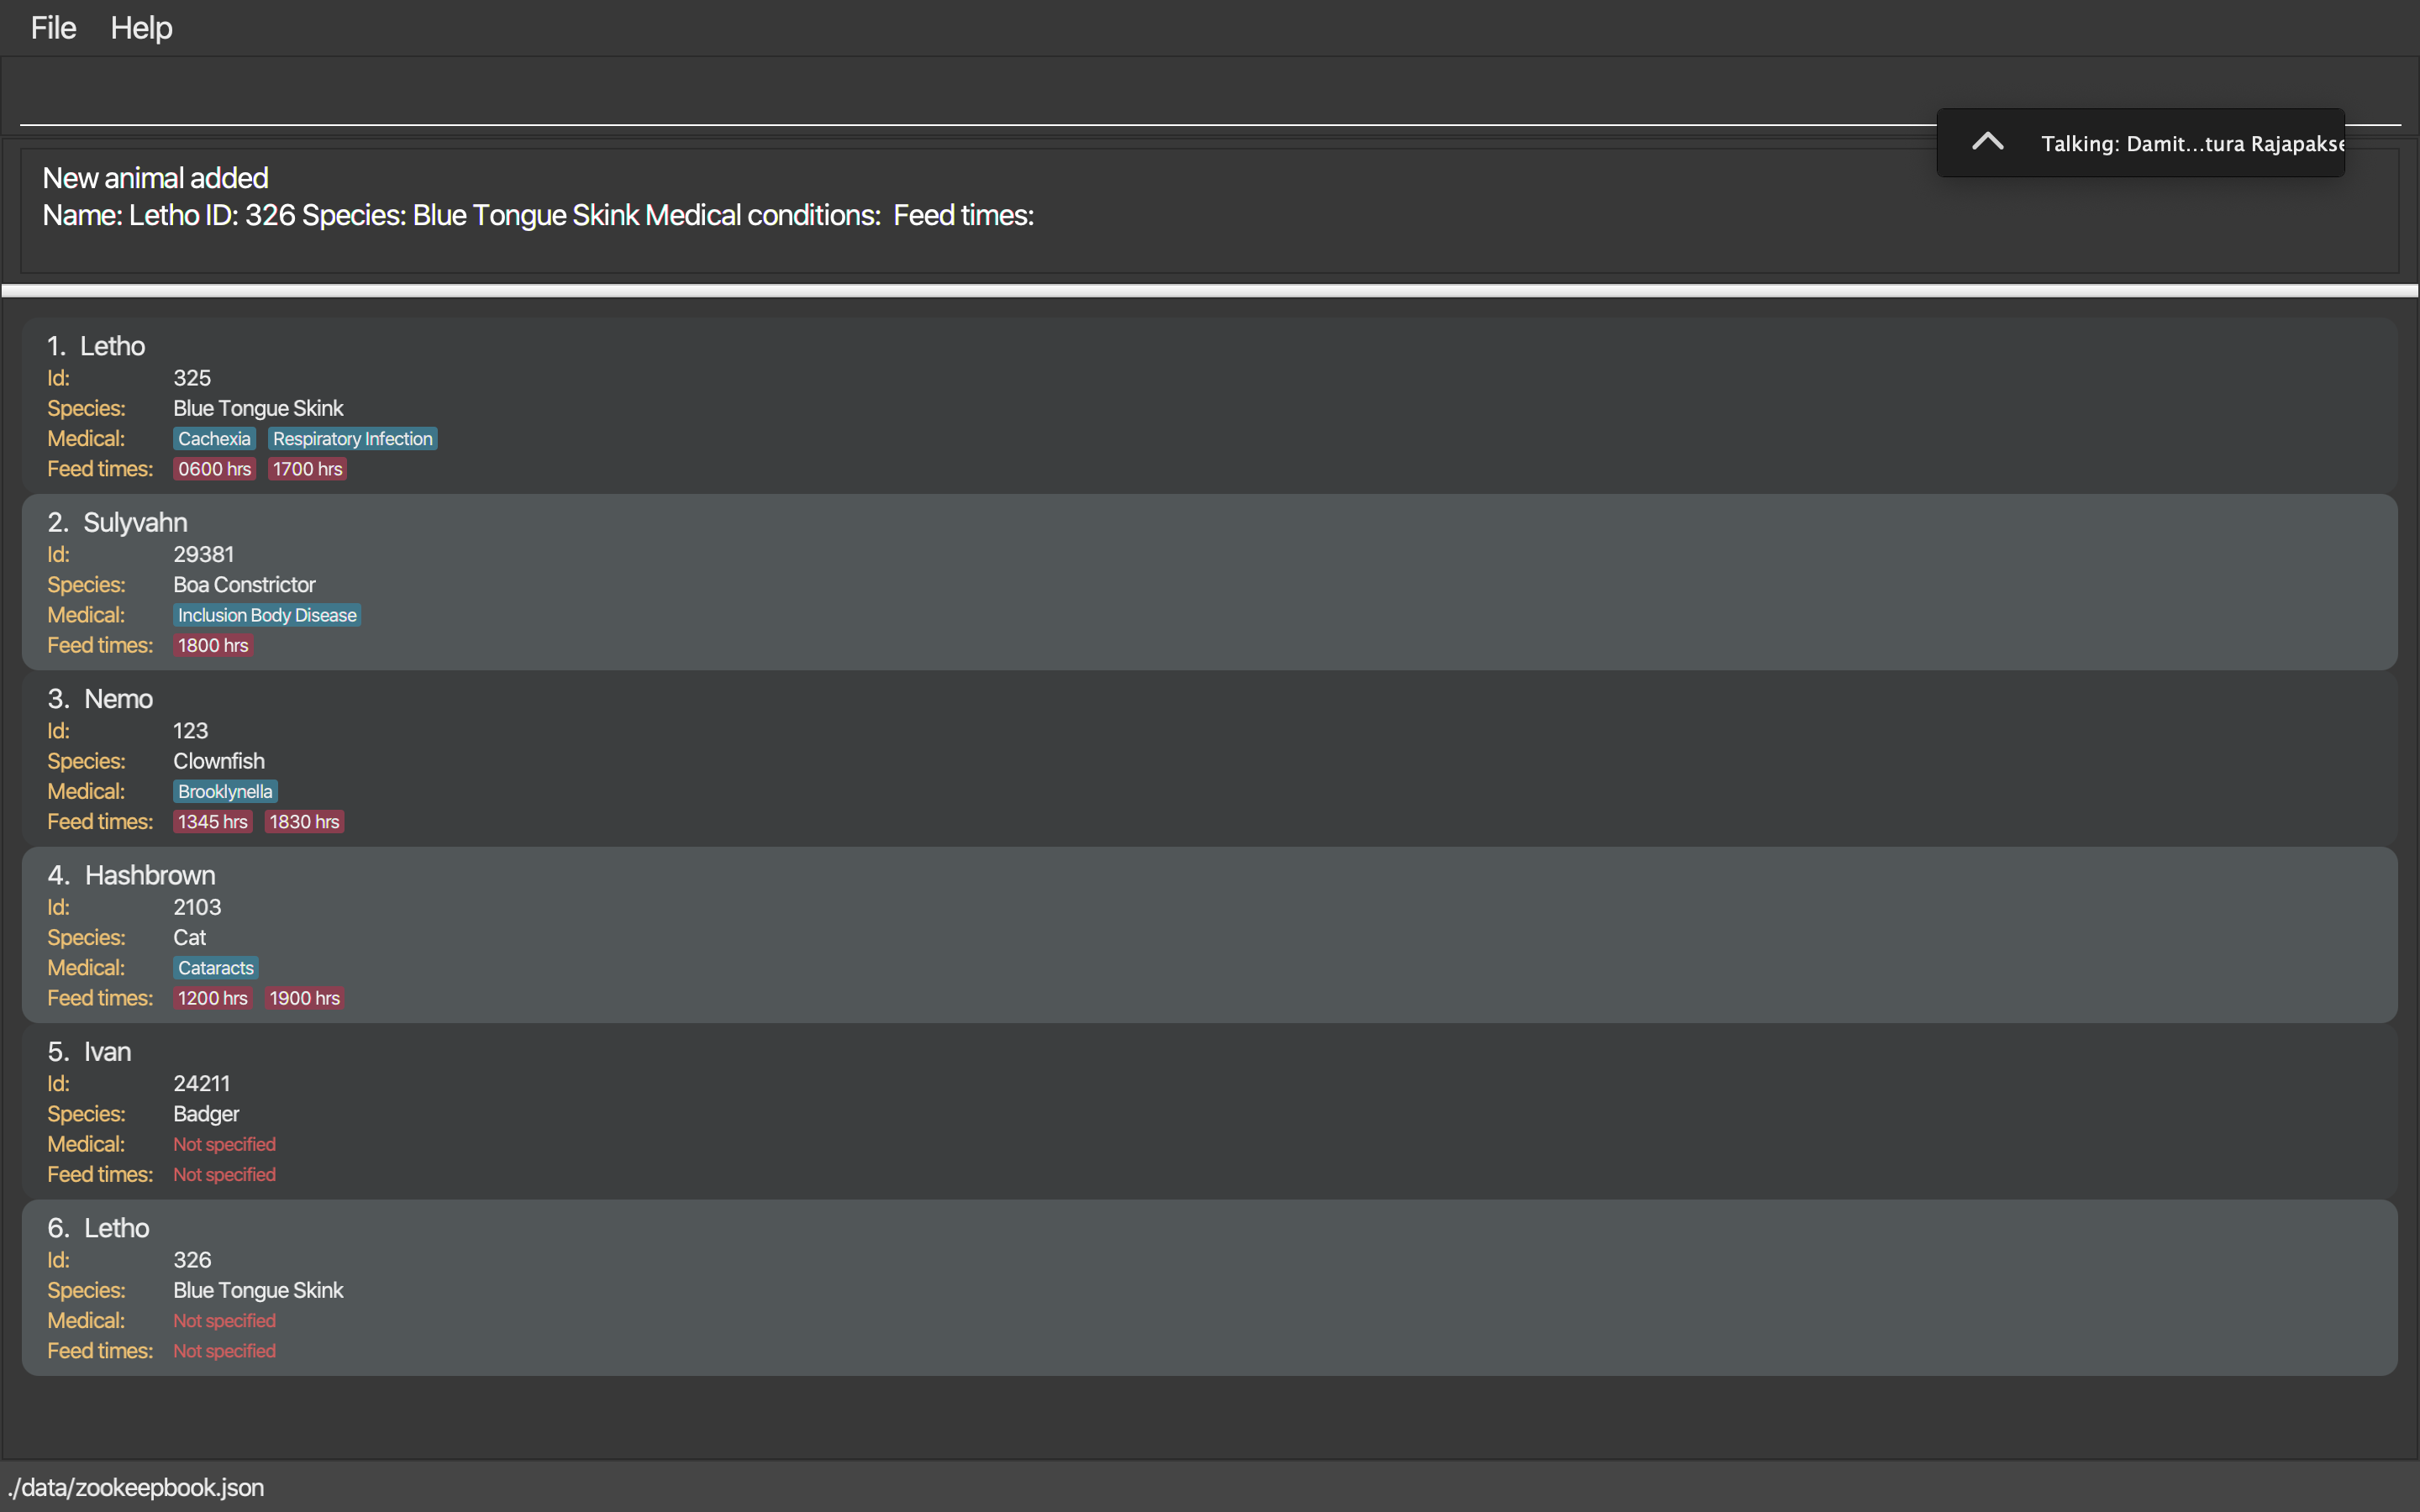 File Help
Talking: Damit...tura Rajapakse
New animal added
Name: Letho ID: 326 Species: Blue Tongue Skink Medical conditions:  Feed times:
1. Letho
Id: 325
Species: Blue Tongue Skink
Medical: Cachexia Respiratory Infection
Feed times: 0600 hrs 1700 hrs
2. Sulyvahn
Id: 29381
Species: Boa Constrictor
Medical: Inclusion Body Disease
Feed times: 1800 hrs
3. Nemo
Id: 123
Species: Clownfish
Medical: Brooklynella
Feed times: 1345 hrs 1830 hrs
4. Hashbrown
Id: 2103
Species: Cat
Medical: Cataracts
Feed times: 1200 hrs 1900 hrs
5. Ivan
Id: 24211
Species: Badger
Medical: Not specified
Feed times: Not specified
6. Letho
Id: 326
Species: Blue Tongue Skink
Medical: Not specified
Feed times: Not specified
./data/zookeepbook.json